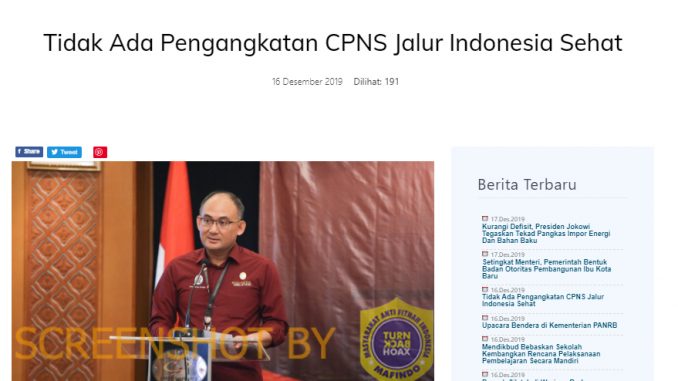 Tidak Ada Pengangkatan CPNS Jalur Indonesia Sehat
16 Desember 2019 Dilihat: 191
Share Tweet
Berita Terbaru
17.Des.2019
Kurangi Defisit, Presiden Jokowi
Tegaskan Tekad Pangkas Impor Energi
Dan Bahan Baku
17.Des.2019
Setingkat Menteri, Pemerintah Bentuk
Badan Otoritas Pembangunan Ibu Kota
Baru
16.Des.2019
Tidak Ada Pengangkatan CPNS Jalur
Indonesia Sehat
16.Des.2019
Upacara Bendera di Kementerian PANRB
16.Des.2019
Mendikbud Bebaskan Sekolah
Kembangkan Rencana Pelaksanaan
Pembelajaran Secara Mandiri
16.Des.2019
SCREENSHOT BY
MASYARAKAT ANTI FITNAH INDONESIA
TURN
BACK
HOAX
MAFINDO